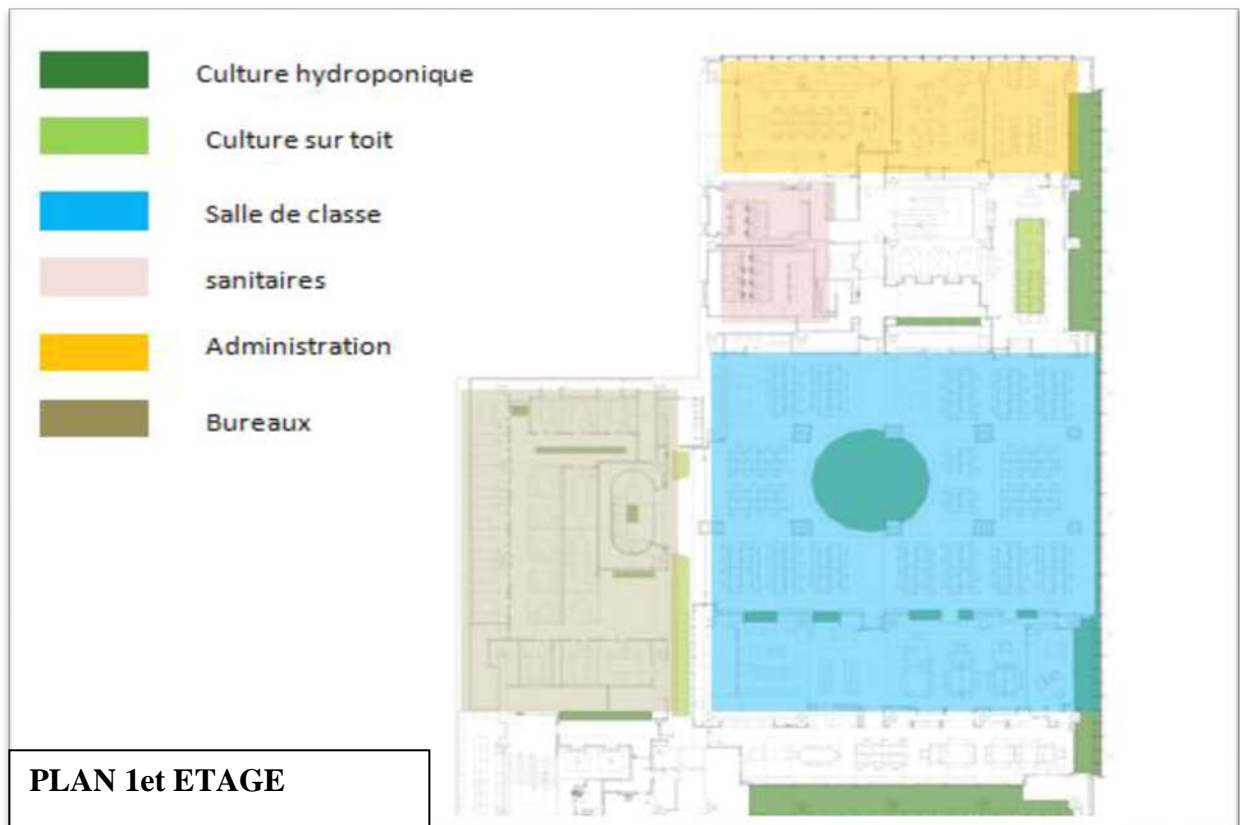 Culture hydroponique
Culture sur toit
Salle de classe
sanitaires
Administration
Bureaux
PLAN 1et ETAGE